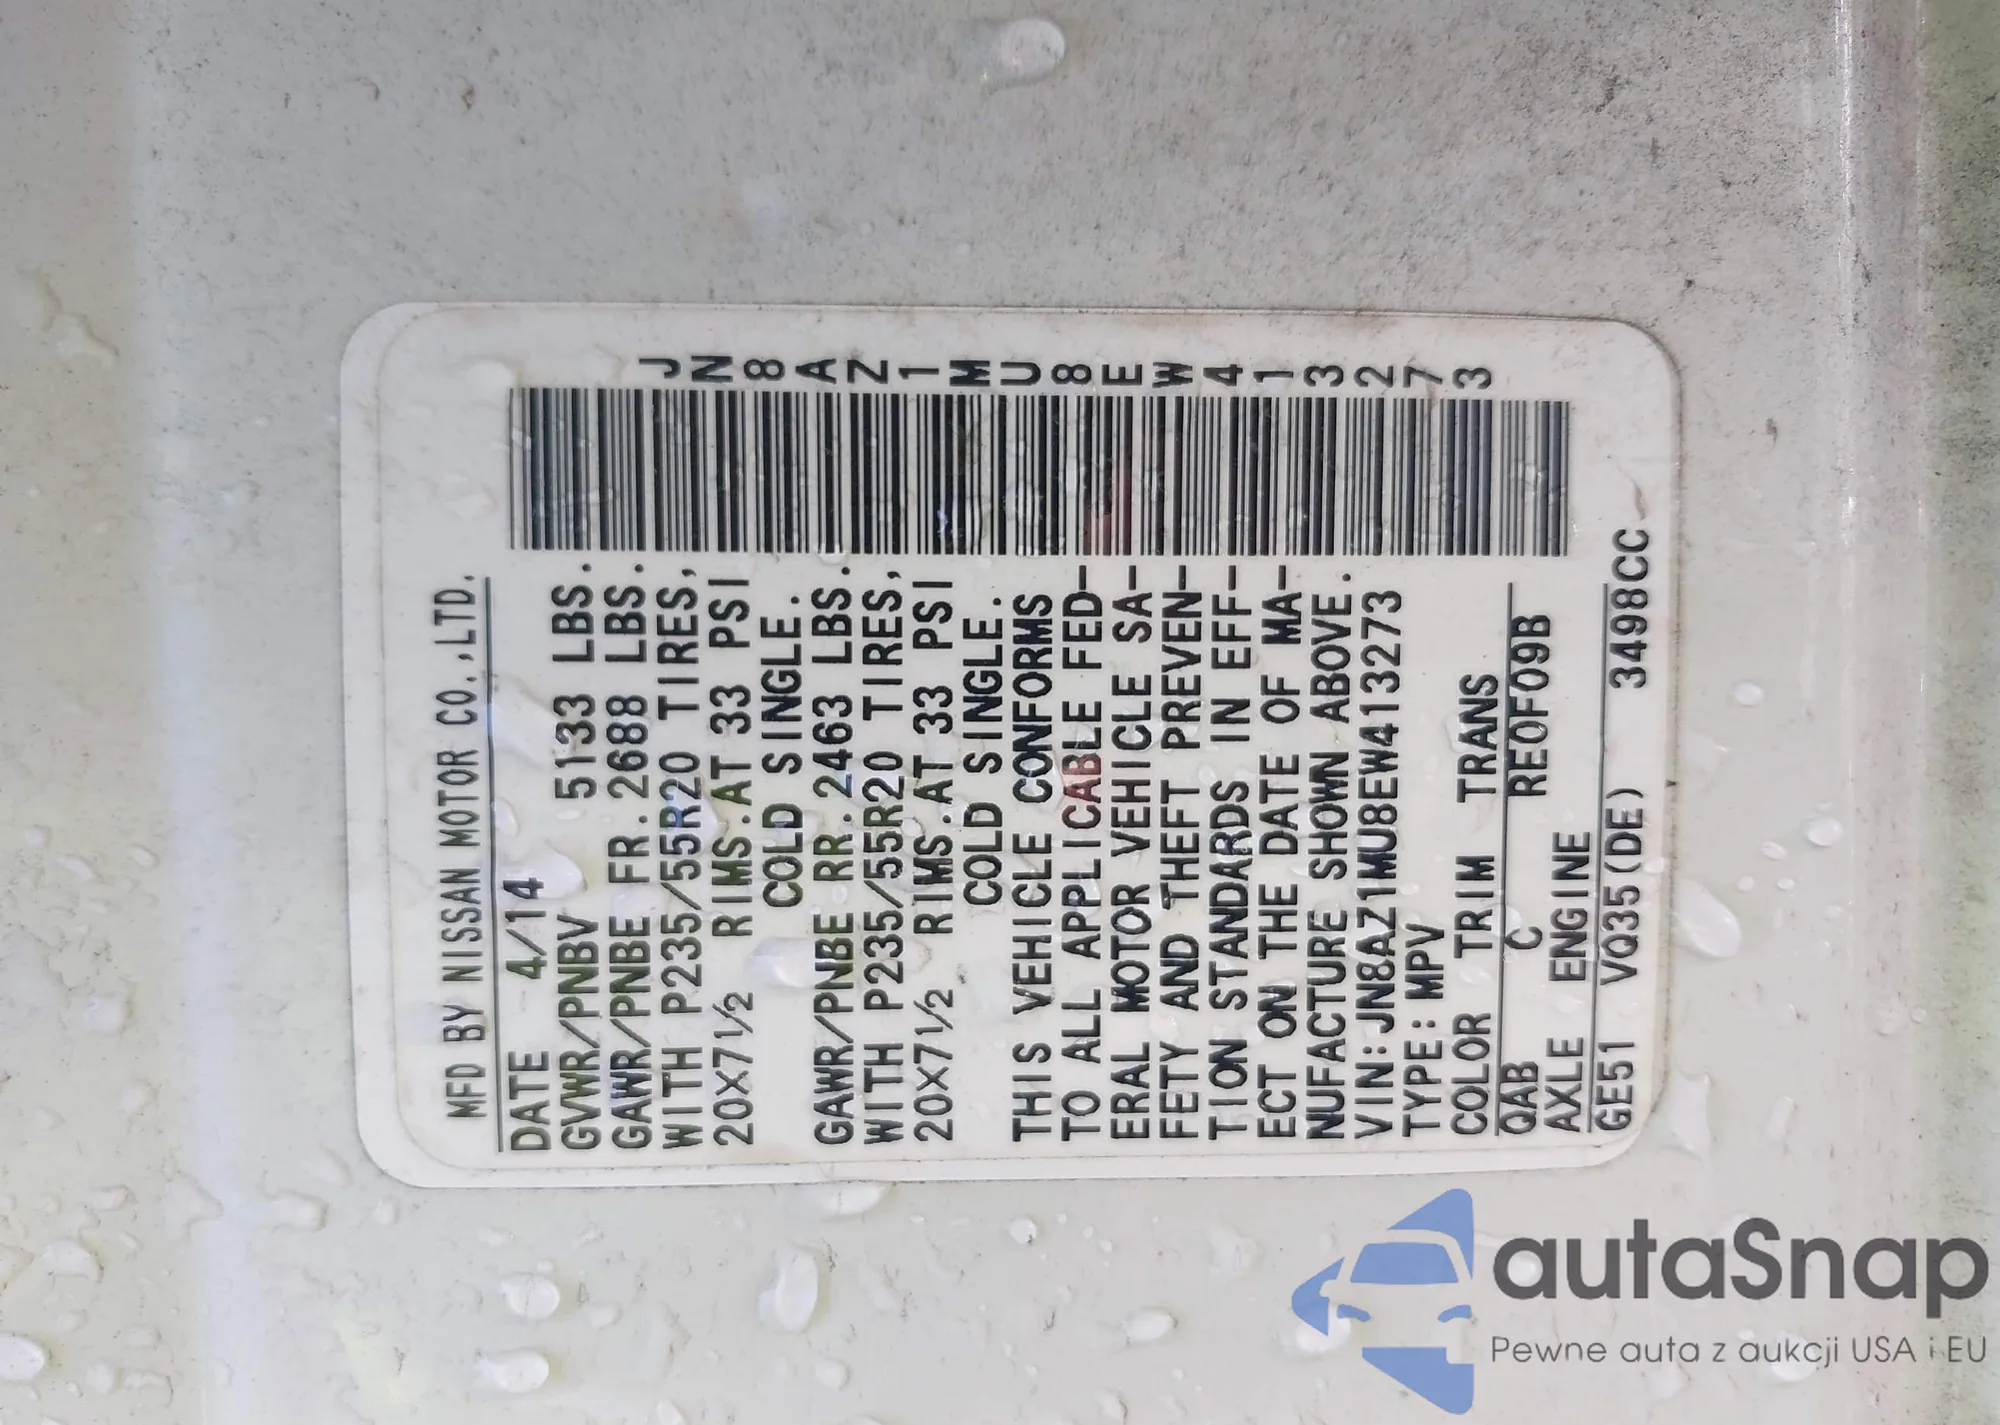 MFD BY NISSAN MOTOR CO.,LTD.
DATE 4/14
GVWR/PNBV 5133 LBS.
GAWR/PNBE FR.2688 LBS.
WITH P235/55R20 TIRES,
20X7½ RIMS.AT 33 PSI
COLD SINGLE.
GAWR/PNBE RR.2463 LBS.
WITH P235/55R20 TIRES,
20X7½ RIMS.AT 33 PSI
COLD SINGLE.
THIS VEHICLE CONFORMS
TO ALL APPLICABLE FED-
ERAL MOTOR VEHICLE SA-
FETY AND THEFT PREVEN-
TION STANDARDS IN EFF-
ECT ON THE DATE OF MA-
NUFACTURE SHOWN ABOVE.
VIN:JN8AZ1MU8EW413273
TYPE:MPV
COLOR TRIM TRANS
QAB C RE0F09B
AXLE ENGINE
GE51 VQ35(DE) 3498CC
JN8AZ1MU8EW413273
autaSnap
Pewne auta z aukcji USA i EU